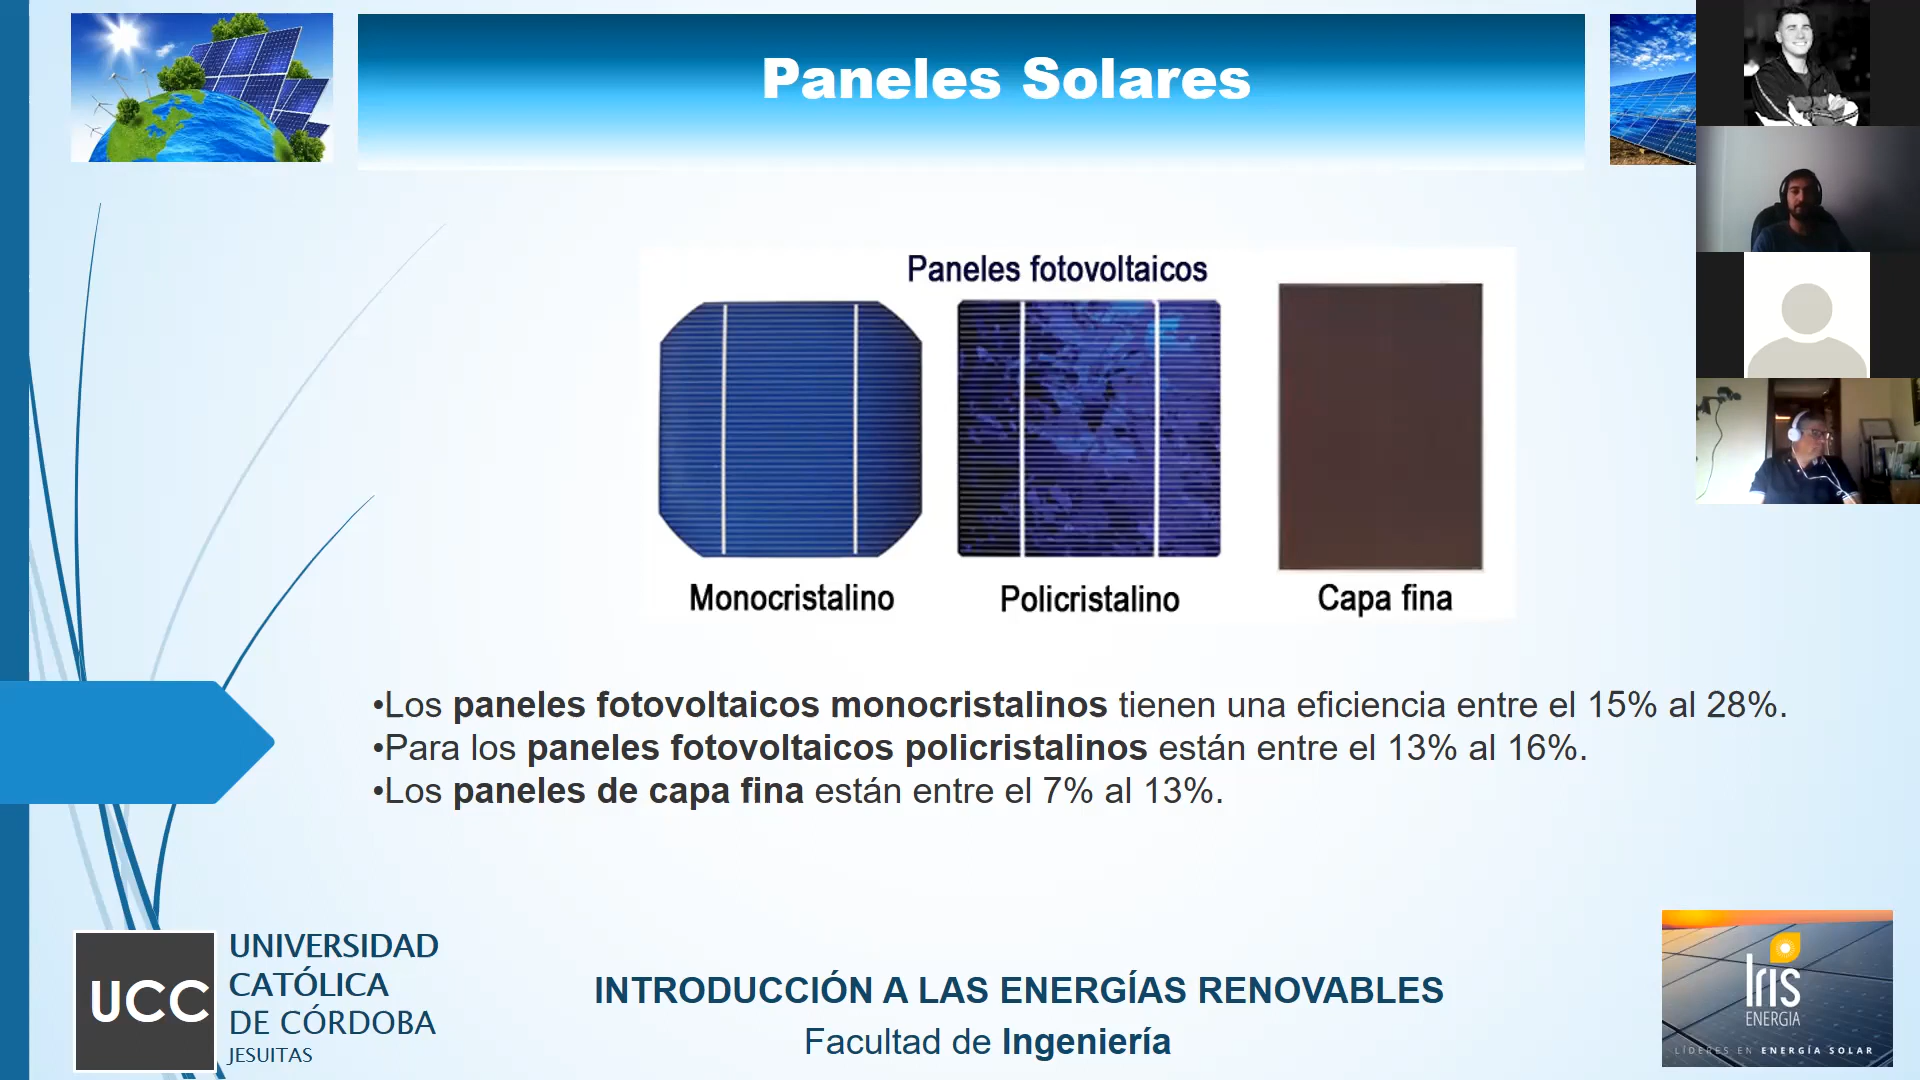 Paneles Solares
Paneles fotovoltaicos
Monocristalino
Policristalino
Capa fina
•Los paneles fotovoltaicos monocristalinos tienen una eficiencia entre el 15% al 28%.
•Para los paneles fotovoltaicos policristalinos están entre el 13% al 16%.
•Los paneles de capa fina están entre el 7% al 13%.
UCC
UNIVERSIDAD
CATÓLICA
DE CÓRDOBA
JESUITAS
INTRODUCCIÓN A LAS ENERGÍAS RENOVABLES
Facultad de Ingeniería
Iris
ENERGIA
LÍDERES EN ENERGÍA SOLAR